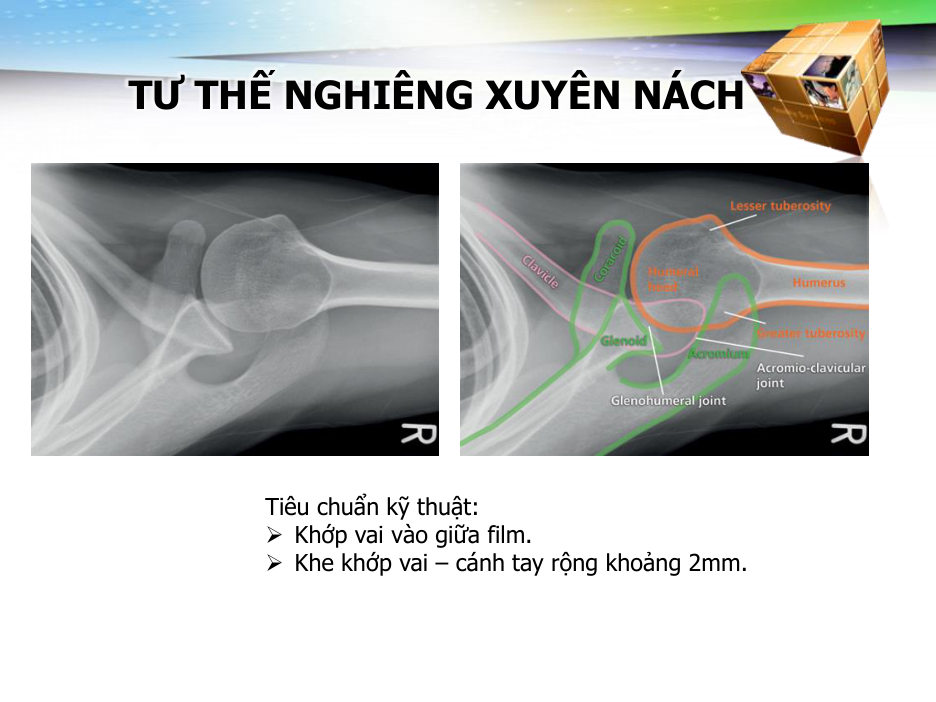 TƯ THẾ NGHIÊNG XUYÊN NÁCH
R
Lesser tuberosity
Clavicle
Coracoid
Humeral
head
Humerus
Greater tuberosity
Glenoid
Acromium
Acromio-clavicular
joint
Glenohumeral joint
R
Tiêu chuẩn kỹ thuật:
➢ Khớp vai vào giữa film.
➢ Khe khớp vai – cánh tay rộng khoảng 2mm.